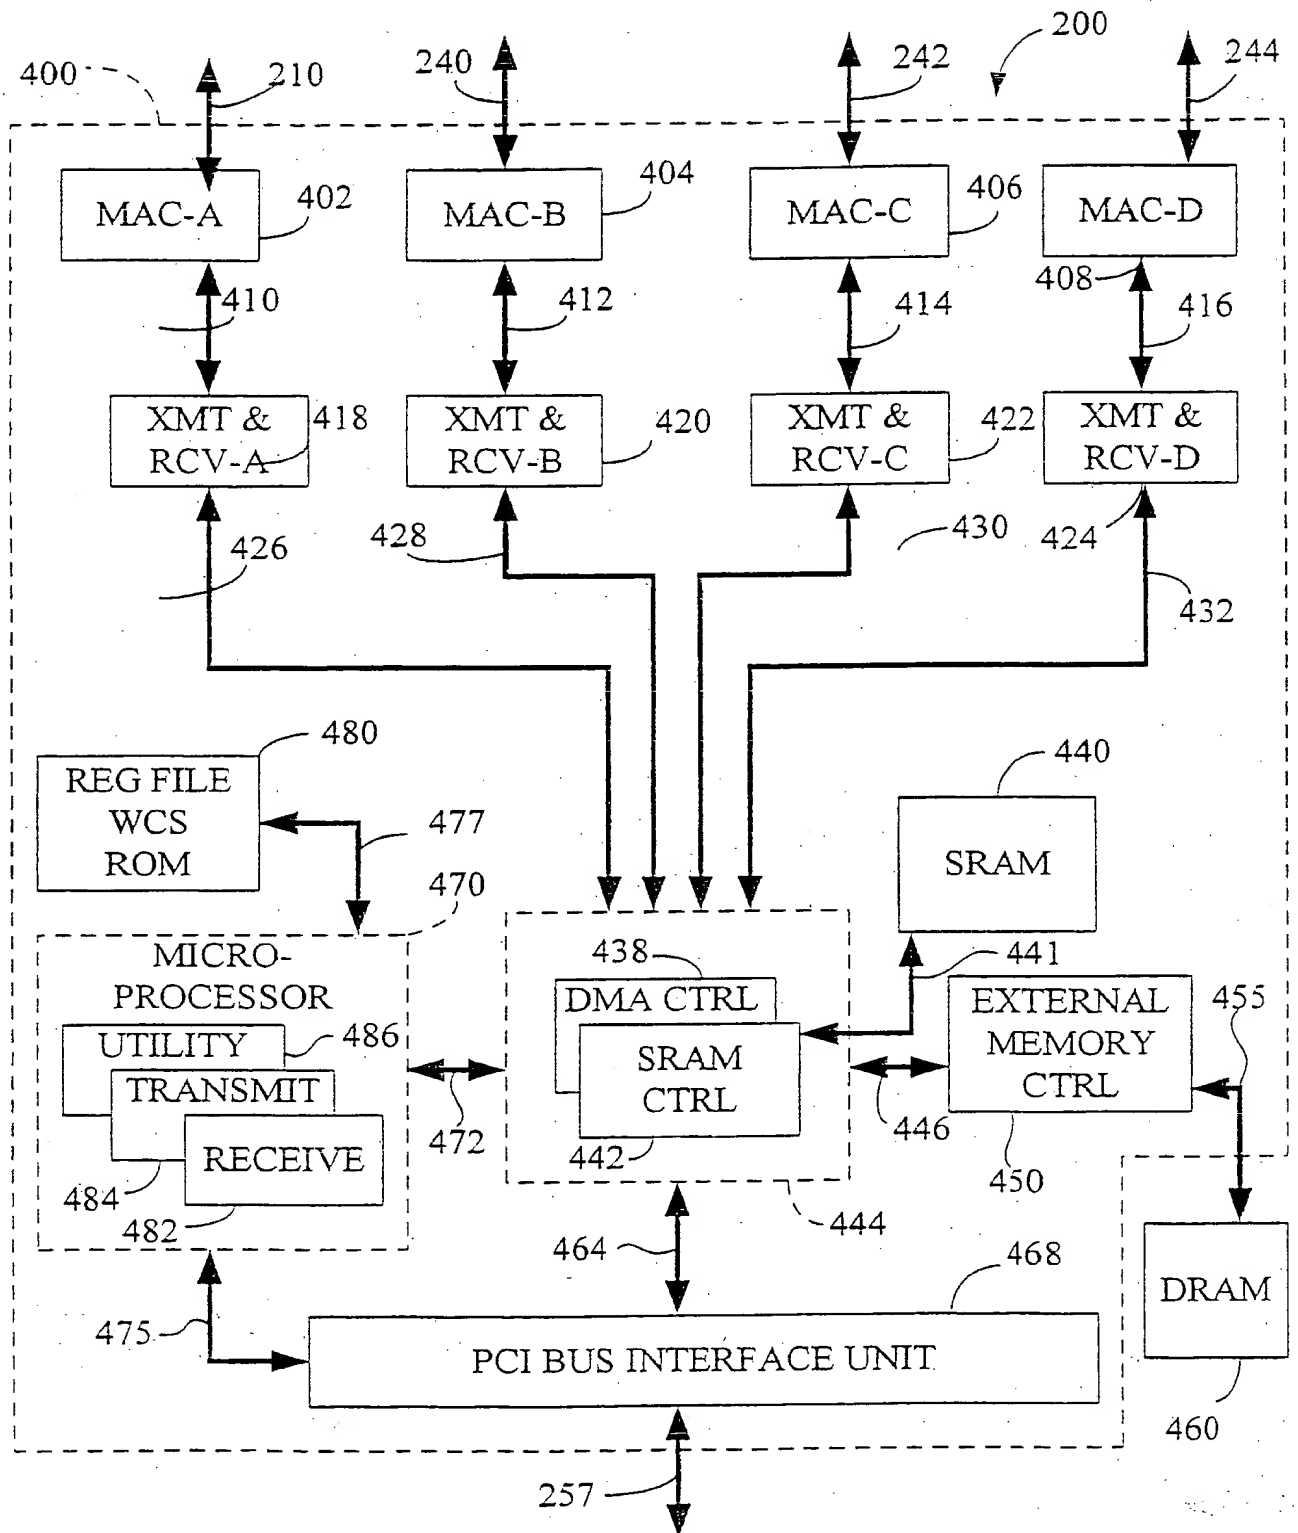 200
400
210
240
242
244
MAC-A
402
MAC-B
404
MAC-C
406
MAC-D
408
410
412
414
416
XMT &
RCV-A
418
XMT &
RCV-B
420
XMT &
RCV-C
422
XMT &
RCV-D
424
426
428
430
432
480
REG FILE
WCS
ROM
477
440
SRAM
441
470
MICRO-
PROCESSOR
UTILITY
486
TRANSMIT
484
RECEIVE
482
472
438
DMA CTRL
SRAM
CTRL
442
444
446
EXTERNAL
MEMORY
CTRL
450
455
DRAM
460
464
468
475
PCI BUS INTERFACE UNIT
257